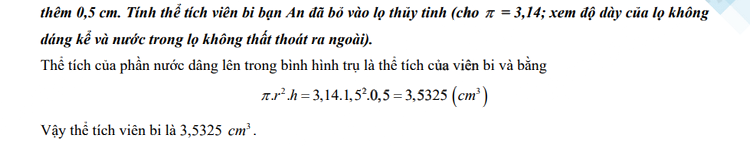 thêm 0,5 cm. Tính thể tích viên bi bạn An đã bỏ vào lọ thủy tinh (cho π = 3,14; xem độ dày của lọ không
dáng kể và nước trong lọ không thất thoát ra ngoài).
Thể tích của phần nước dâng lên trong bình hình trụ là thể tích của viên bi và bằng
π.r².h = 3,14.1,5².0,5 = 3,5325 (cm³)
Vậy thể tích viên bi là 3,5325 cm³.